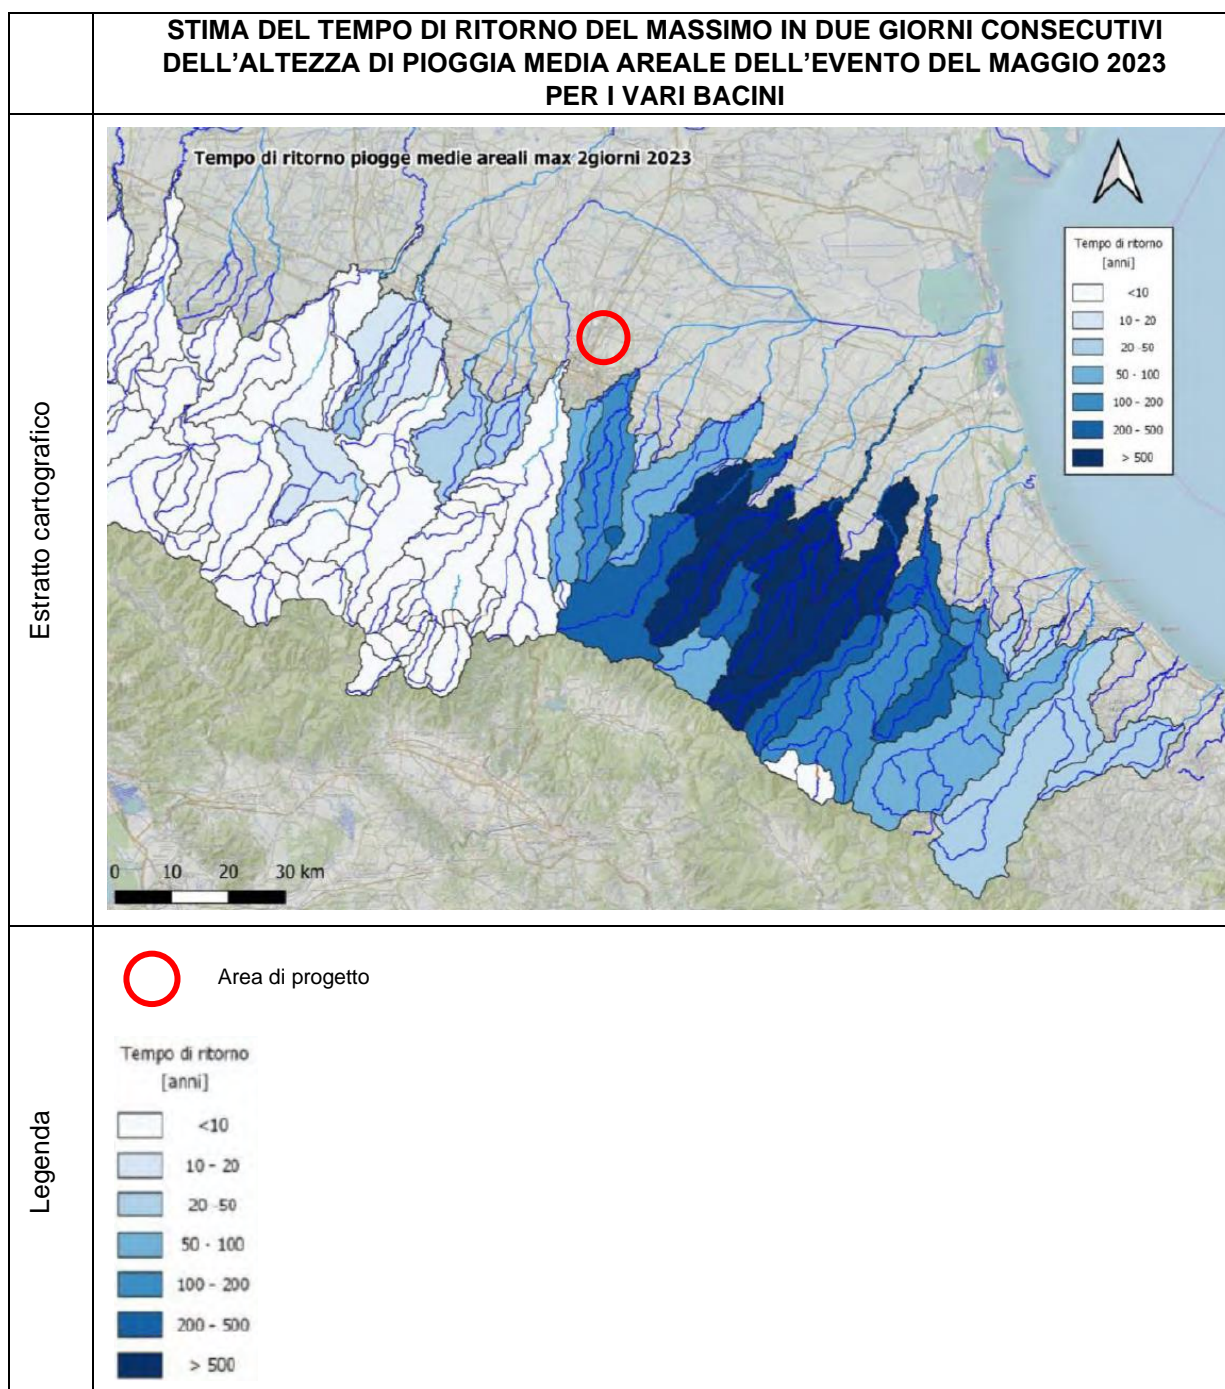 STIMA DEL TEMPO DI RITORNO DEL MASSIMO IN DUE GIORNI CONSECUTIVI
DELL'ALTEZZA DI PIOGGIA MEDIA AREALE DELL'EVENTO DEL MAGGIO 2023
PER I VARI BACINI
Estratto cartografico
Tempo di ritorno piogge medie areali max 2giorni 2023
Tempo di ritorno
[anni]
<10
10 - 20
20 -50
50 - 100
100 - 200
200 - 500
> 500
0 10 20 30 km
Legenda
Area di progetto
Tempo di ritorno
[anni]
<10
10 - 20
20 -50
50 - 100
100 - 200
200 - 500
> 500